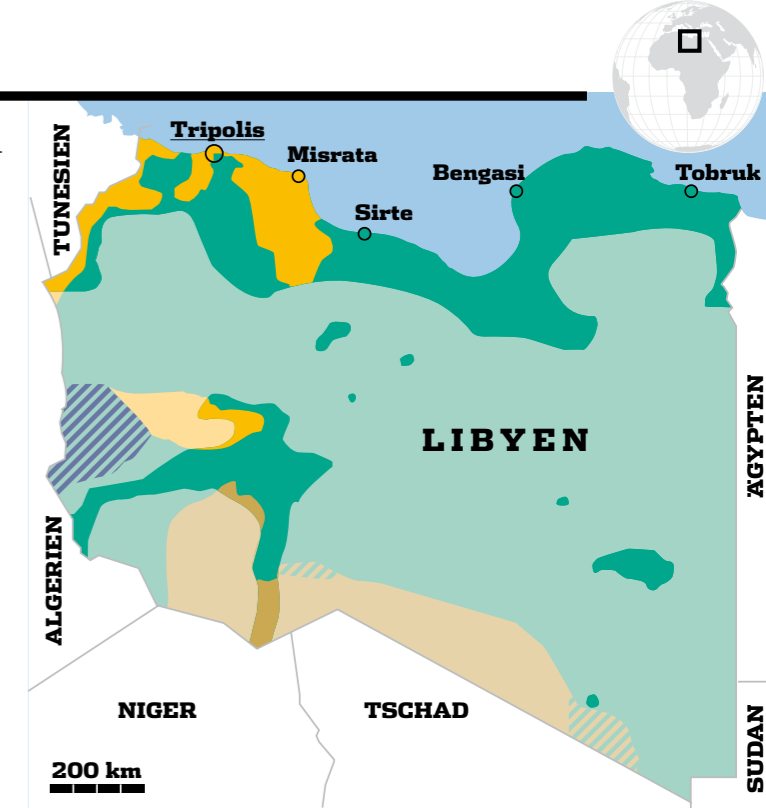 TUNESIEN
Tripolis
Misrata
Bengasi
Tobruk
Sirte
LIBYEN
ÄGYPTEN
ALGERIEN
NIGER
TSCHAD
SUDAN
200 km